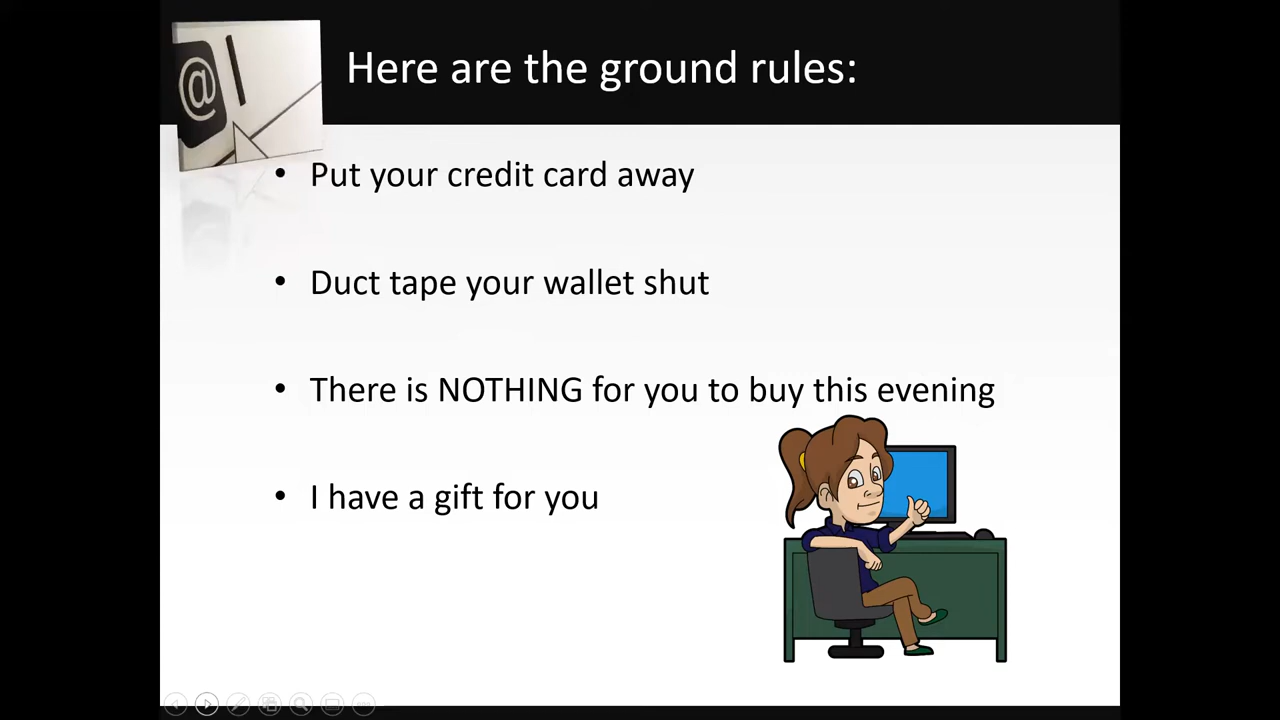 @
Here are the ground rules:
• Put your credit card away
• Duct tape your wallet shut
• There is NOTHING for you to buy this evening
• I have a gift for you